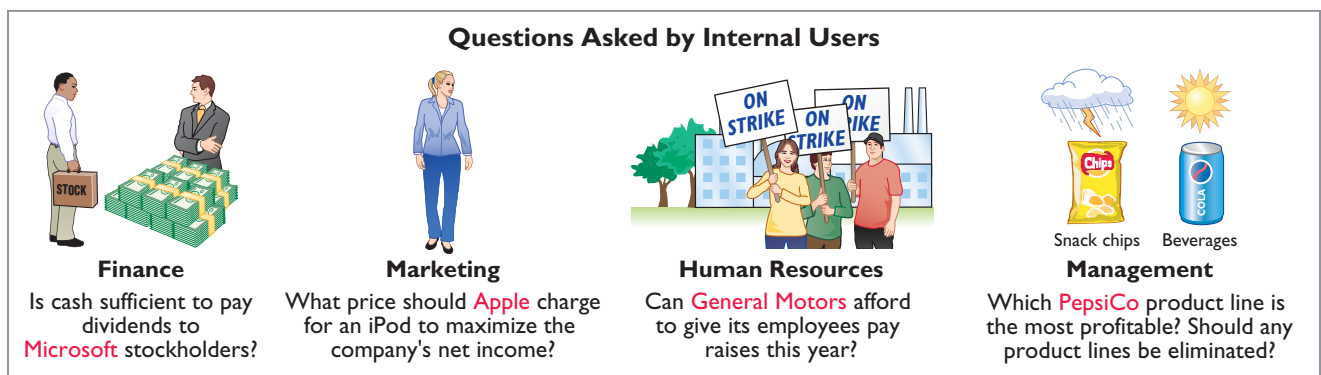 Questions Asked by Internal Users
STOCK
ON
STRIKE
ON
STRIKE
ON
IKE
Chips
COLA
Snack chips
Beverages
Finance
Is cash sufficient to pay
dividends to
Microsoft stockholders?
Marketing
What price should Apple charge
for an iPod to maximize the
company's net income?
Human Resources
Can General Motors afford
to give its employees pay
raises this year?
Management
Which PepsiCo product line is
the most profitable? Should any
product lines be eliminated?